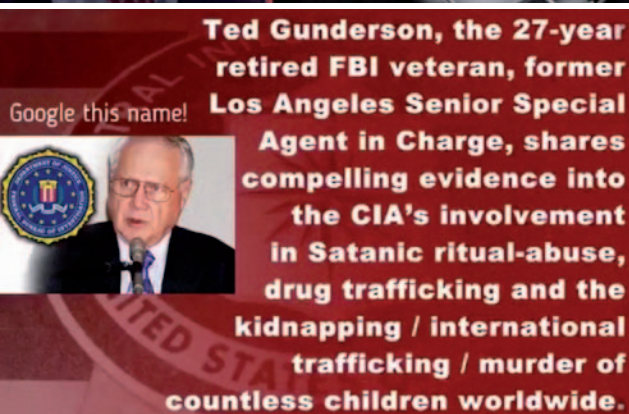 Ted Gunderson, the 27-year
retired FBI veteran, former
Google this name!
Los Angeles Senior Special
Agent in Charge, shares
compelling evidence into
the CIA's involvement
in Satanic ritual-abuse,
drug trafficking and the
kidnapping / international
trafficking / murder of
countless children worldwide.